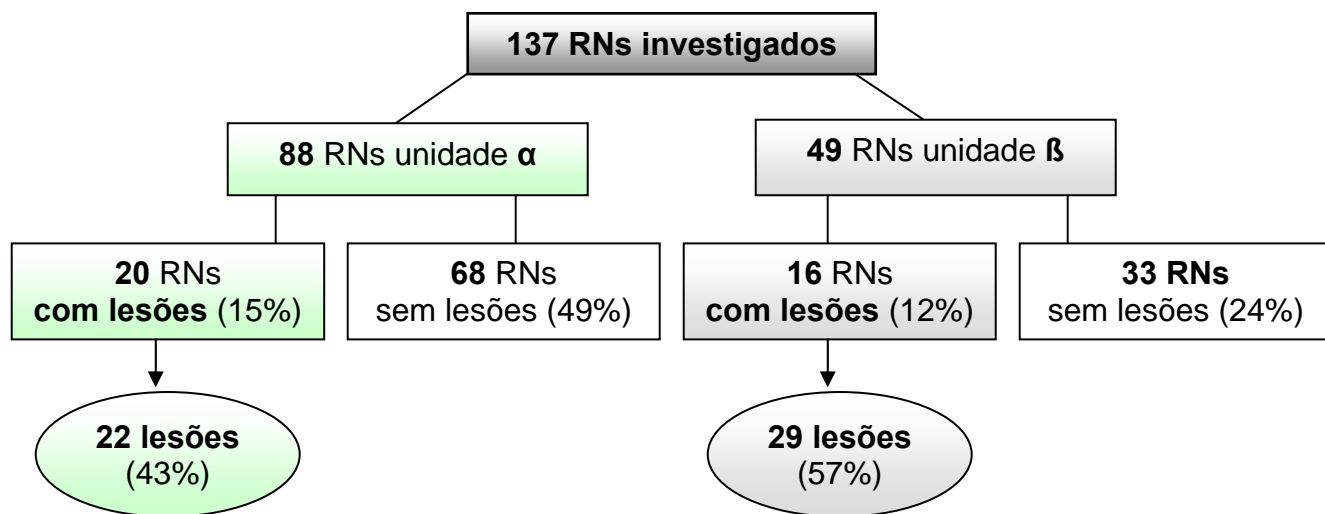 137 RNs investigados
88 RNs unidade α
49 RNs unidade ß
20 RNs
com lesões (15%)
68 RNs
sem lesões (49%)
16 RNs
com lesões (12%)
33 RNs
sem lesões (24%)
22 lesões
(43%)
29 lesões
(57%)